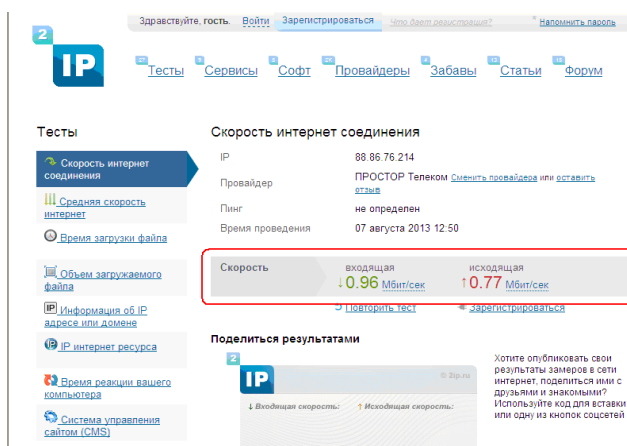 Здравствуйте, гость. Войти Зарегистрироваться Что дает регистрация? Напомнить пароль
2
IP
Тесты Сервисы Софт Провайдеры Забавы Статьи Форум
Тесты
Скорость интернет
соединения
Средняя скорость
интернет
Время загрузки файла
Объем загружаемого
файла
IP Информация об IP
адресе или домене
IP интернет ресурса
Время реакции вашего
компьютера
Система управления
сайтом (CMS)
Скорость интернет соединения
IP 88.86.76.214
Провайдер ПРОСТОР Телеком Сменить провайдера или оставить
отзыв
Пинг не определен
Время проведения 07 августа 2013 12:50
Скорость входящая исходящая
↓0.96 Мбит/сек ↑0.77 Мбит/сек
Повторить тест Зарегистрироваться
Поделиться результатами
2
IP
© 2ip.ru
↓ Входящая скорость: ↑ Исходящая скорость:
Хотите опубликовать свои
результаты замеров в сети
интернет, поделиться ими с
друзьями и знакомыми?
Используйте код для вставки
или одну из кнопок соцсетей